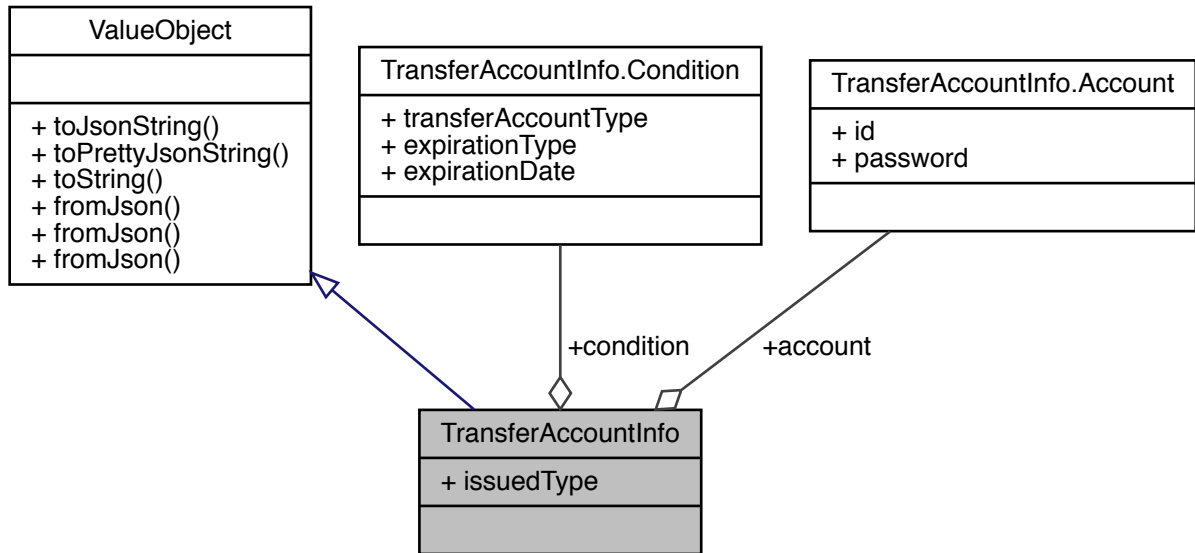 ValueObject
+ toJsonString()
+ toPrettyJsonString()
+ toString()
+ fromJson()
+ fromJson()
+ fromJson()
TransferAccountInfo.Condition
+ transferAccountType
+ expirationType
+ expirationDate
TransferAccountInfo.Account
+ id
+ password
+condition
+account
TransferAccountInfo
+ issuedType